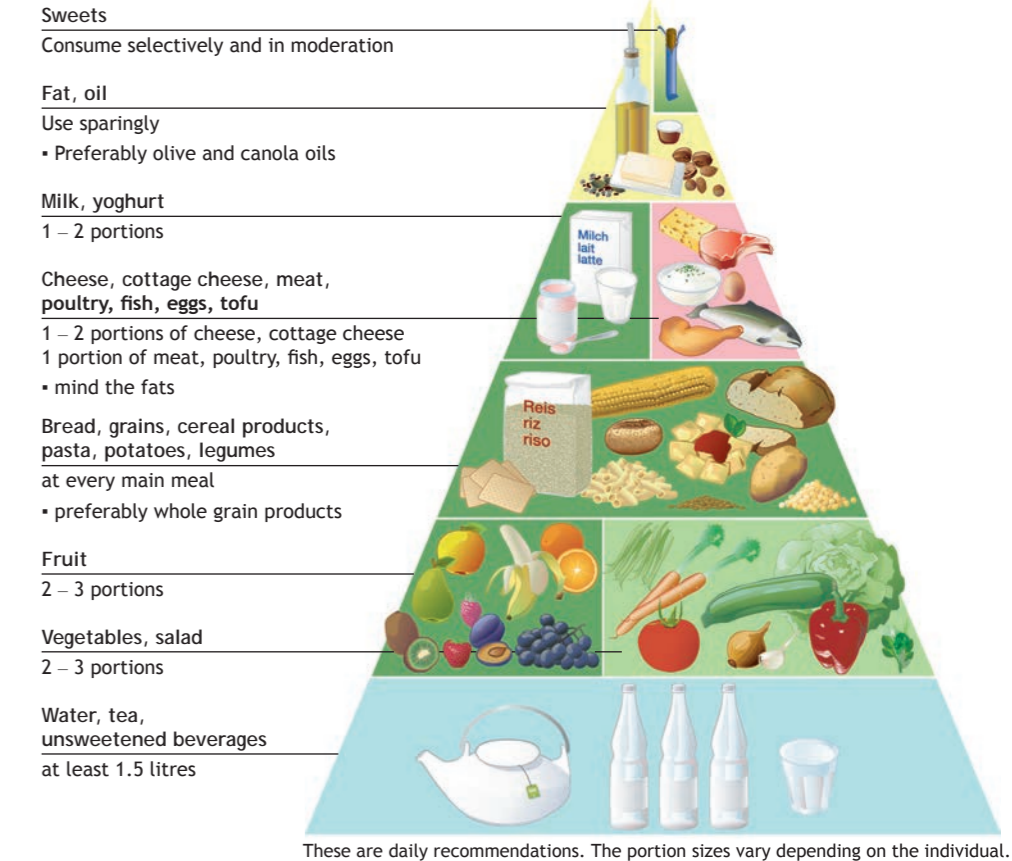 Sweets
Consume selectively and in moderation
Fat, oil
Use sparingly
▪ Preferably olive and canola oils
Milk, yoghurt
1 – 2 portions
Cheese, cottage cheese, meat,
poultry, fish, eggs, tofu
1 – 2 portions of cheese, cottage cheese
1 portion of meat, poultry, fish, eggs, tofu
▪ mind the fats
Bread, grains, cereal products,
pasta, potatoes, legumes
at every main meal
▪ preferably whole grain products
Fruit
2 – 3 portions
Vegetables, salad
2 – 3 portions
Water, tea,
unsweetened beverages
at least 1.5 litres
Milch
lait
latte
Reis
riz
riso
These are daily recommendations. The portion sizes vary depending on the individual.